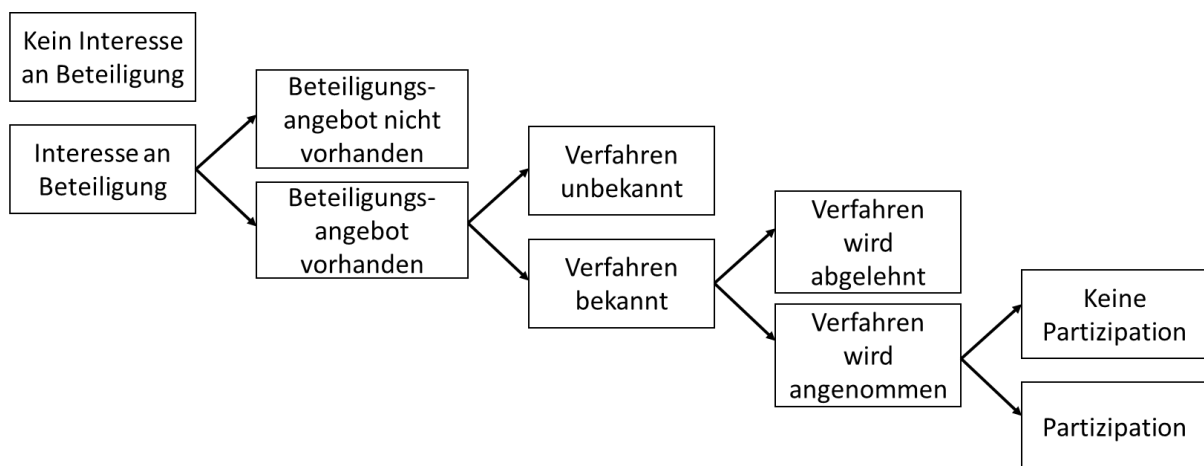 Kein Interesse
an Beteiligung
Interesse an
Beteiligung
Beteiligungs-
angebot nicht
vorhanden
Beteiligungs-
angebot
vorhanden
Verfahren
unbekannt
Verfahren
bekannt
Verfahren
wird
abgelehnt
Verfahren
wird
angenommen
Keine
Partizipation
Partizipation